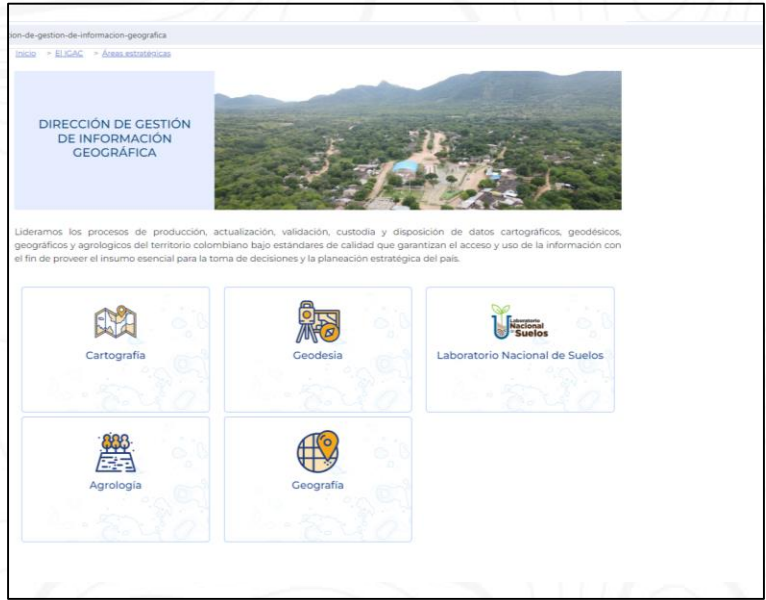 ion-de-gestion-de-informacion-geografica
Inicio » El IGAC » Áreas estratégicas
DIRECCIÓN DE GESTIÓN
DE INFORMACIÓN
GEOGRÁFICA
Lideramos los procesos de producción, actualización, validación, custodia y disposición de datos cartográficos, geodésicos,
geográficos y agrologicos del territorio colombiano bajo estándares de calidad que garantizan el acceso y uso de la información con
el fin de proveer el insumo esencial para la toma de decisiones y la planeación estratégica del país.
Laboratorio
Nacional
de Suelos
Cartografía
Geodesia
Laboratorio Nacional de Suelos
Agrología
Geografía